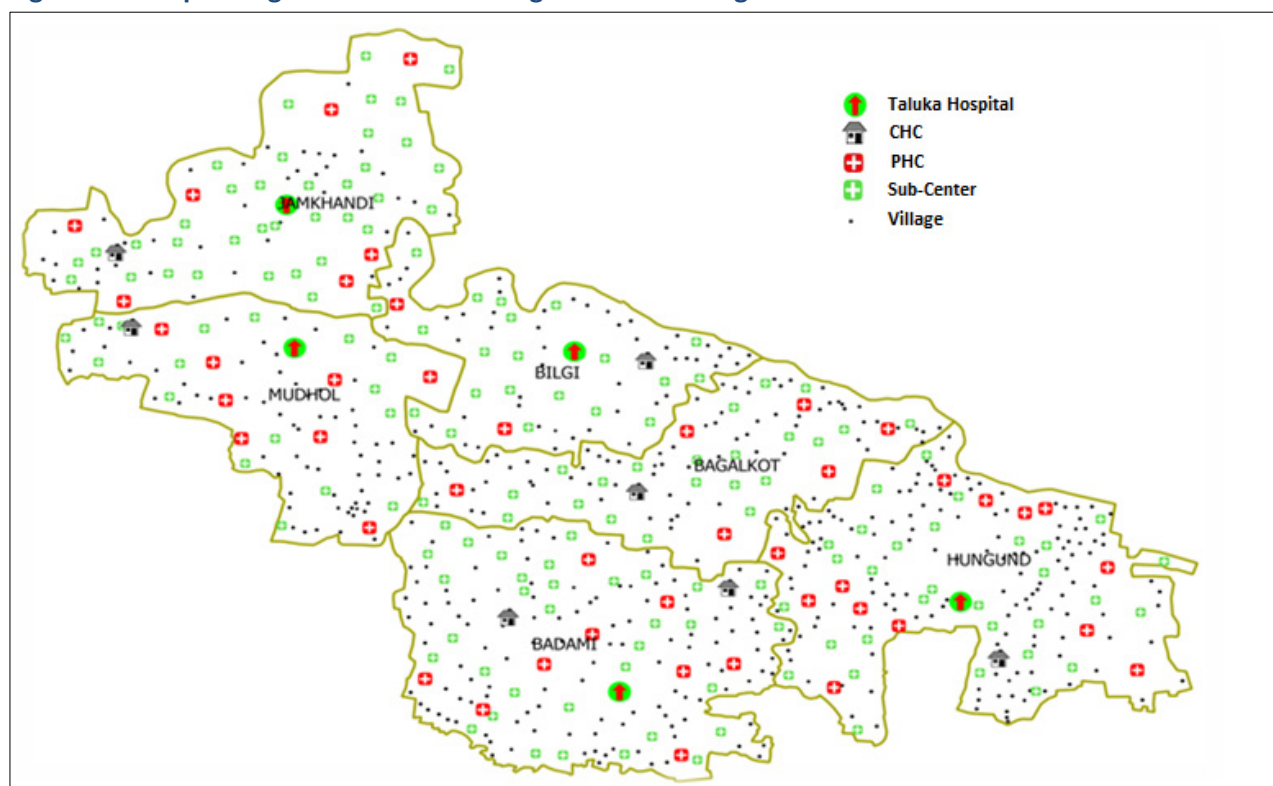 Taluka Hospital
CHC
PHC
Sub-Center
Village
JAMKHANDI
BILGI
MUDHOL
BAGALKOT
HUNGUND
BADAMI